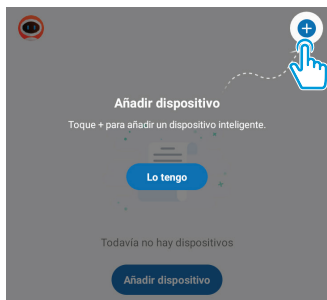 Añadir dispositivo
Toque + para añadir un dispositivo inteligente.
Lo tengo
Todavía no hay dispositivos
Añadir dispositivo